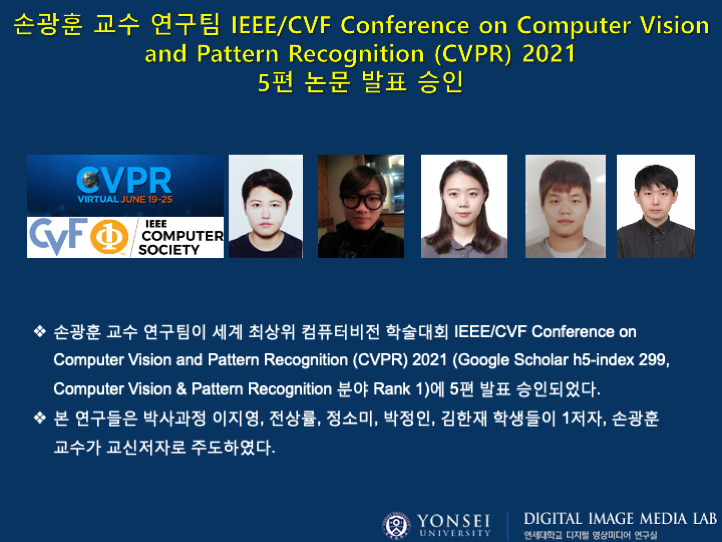 손광훈 교수 연구팀 IEEE/CVF Conference on Computer Vision
and Pattern Recognition (CVPR) 2021
5편 논문 발표 승인
CVPR
VIRTUAL JUNE 19-25
CVF
IEEE
COMPUTER
SOCIETY
❖ 손광훈 교수 연구팀이 세계 최상위 컴퓨터비전 학술대회 IEEE/CVF Conference on
Computer Vision and Pattern Recognition (CVPR) 2021 (Google Scholar h5-index 299,
Computer Vision & Pattern Recognition 분야 Rank 1)에 5편 발표 승인되었다.
❖ 본 연구들은 박사과정 이지영, 전상률, 정소미, 박정인, 김한재 학생들이 1저자, 손광훈
교수가 교신저자로 주도하였다.
YONSEI
UNIVERSITY
DIGITAL IMAGE MEDIA LAB
연세대학교 디지털 영상미디어 연구실